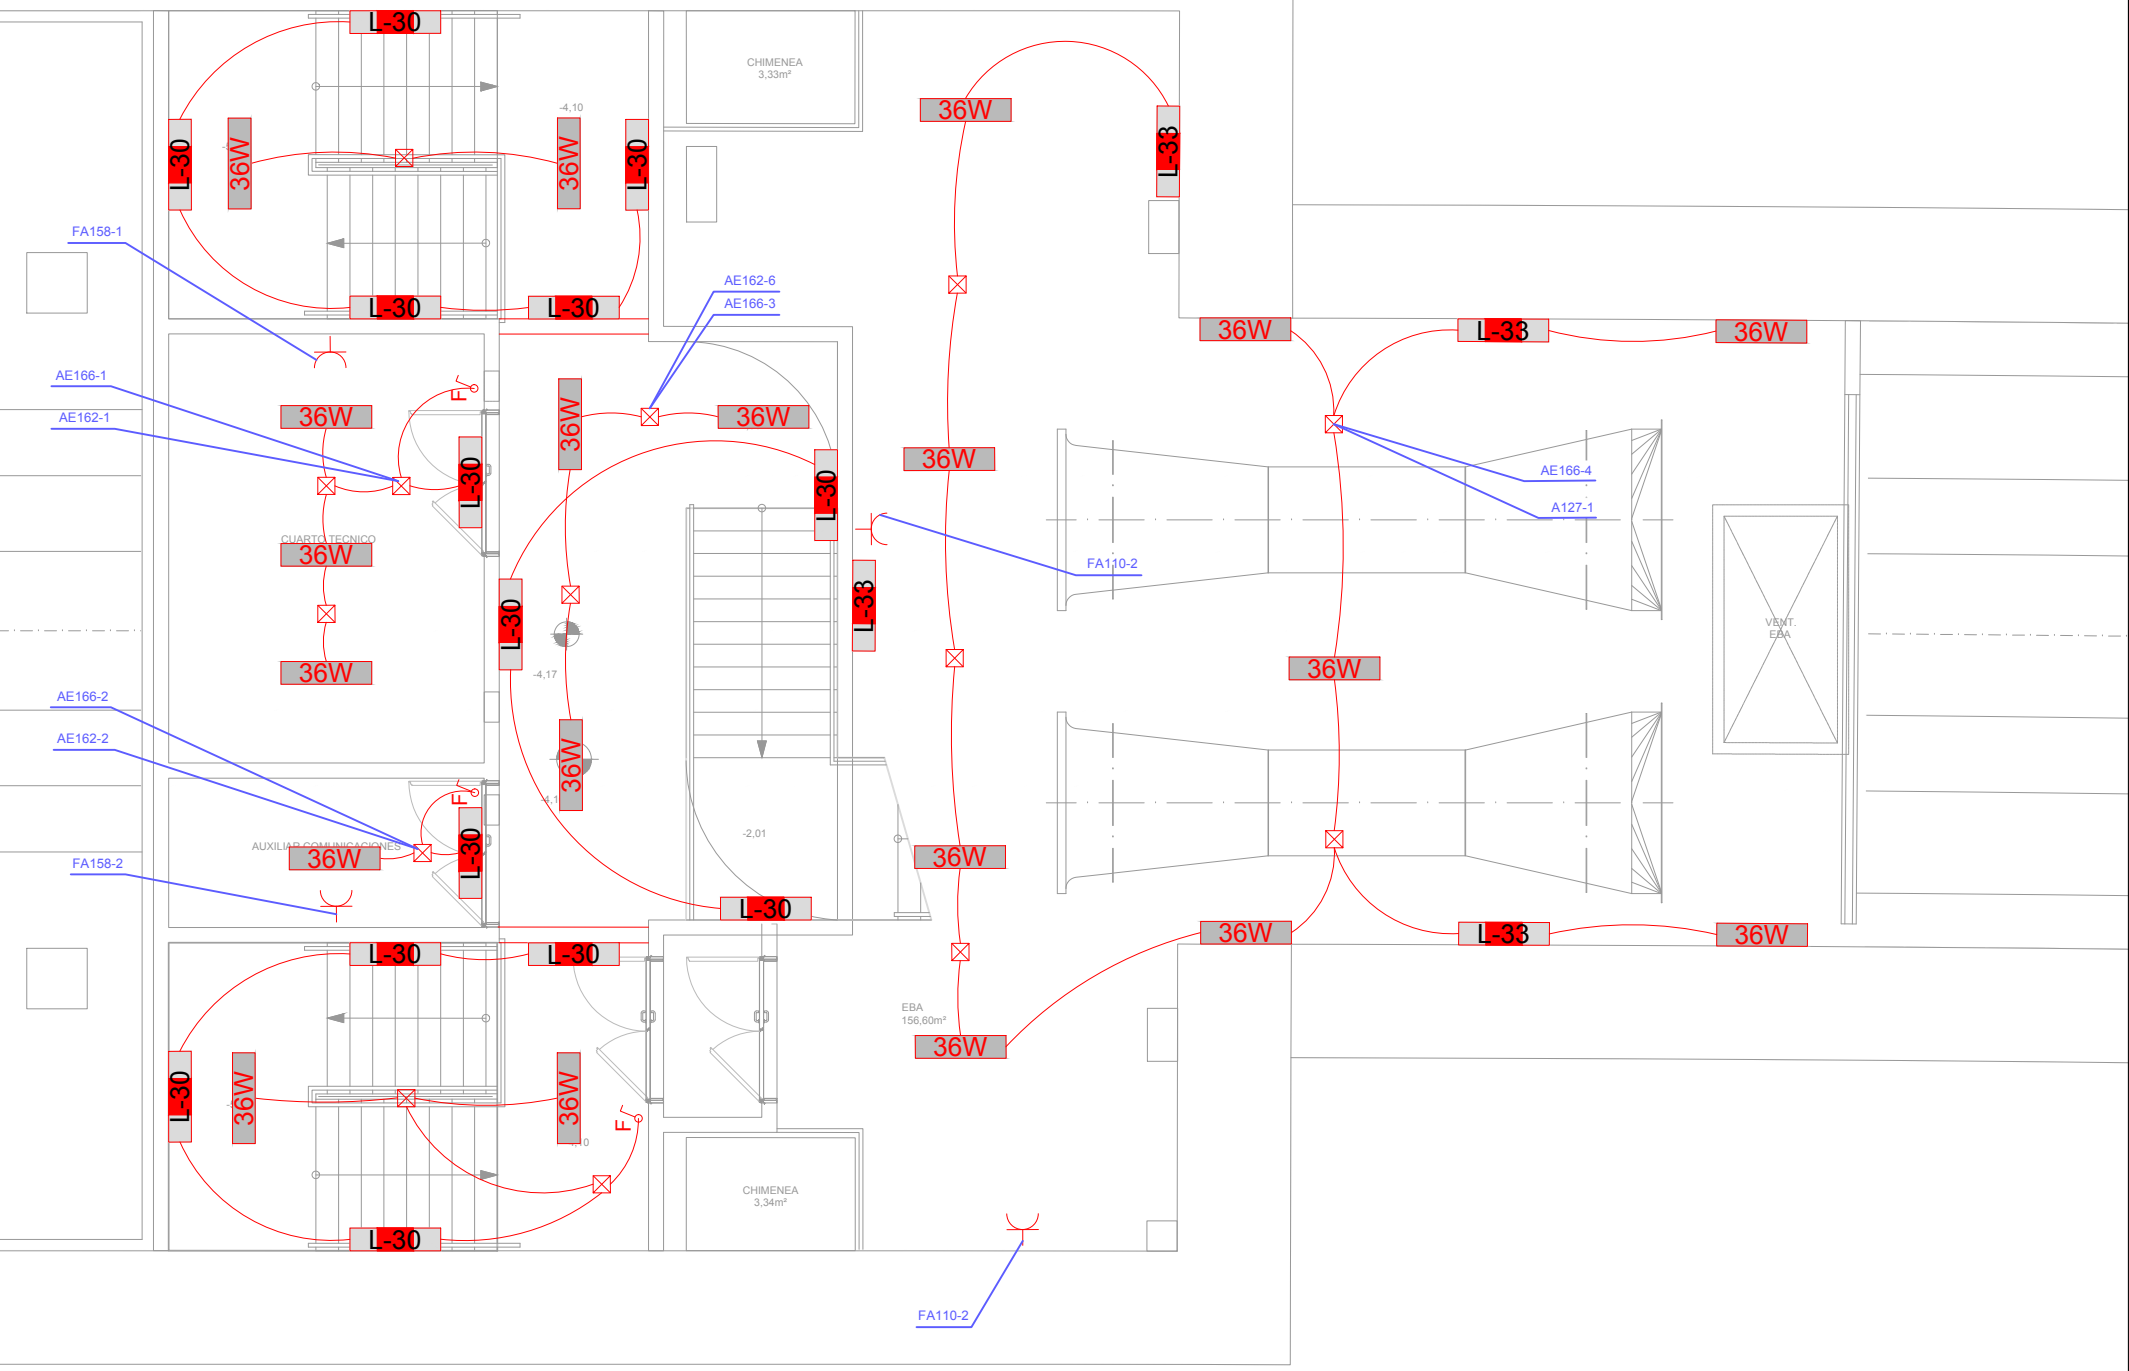 L-30
CHIMENEA
3,33m²
-4,10
36W
L-30
36W
36W
L-30
L-33
FA158-1
AE162-6
AE166-3
L-30
L-30
36W
L-33
36W
AE166-1
AE162-1
F
36W
36W
36W
L-30
L-30
36W
AE166-4
A127-1
CUARTO TECNICO
36W
FA110-2
L-30
L-33
VENT.
EBA
36W
-4,17
36W
AE166-2
AE162-2
36W
F
-4,1
-2,01
AUXILIAR COMUNICACIONES
36W
L-30
36W
FA158-2
L-30
36W
L-33
36W
L-30
L-30
EBA
156,60m²
36W
L-30
36W
36W
F
CHIMENEA
3,34m²
L-30
FA110-2